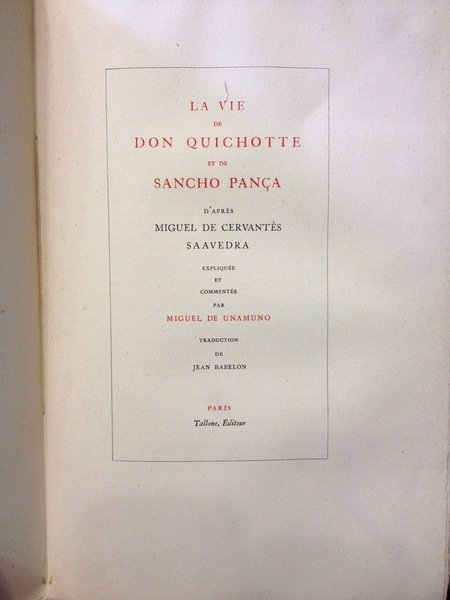 LA VIE
DE
DON QUICHOTTE
ET DE
SANCHO PANÇA
D'APRÈS
MIGUEL DE CERVANTÈS
SAAVEDRA
EXPLIQUÉE
ET
COMMENTÉE
PAR
MIGUEL DE UNAMUNO
TRADUCTION
DE
JEAN BABELON
PARIS
Tallone, Editeur